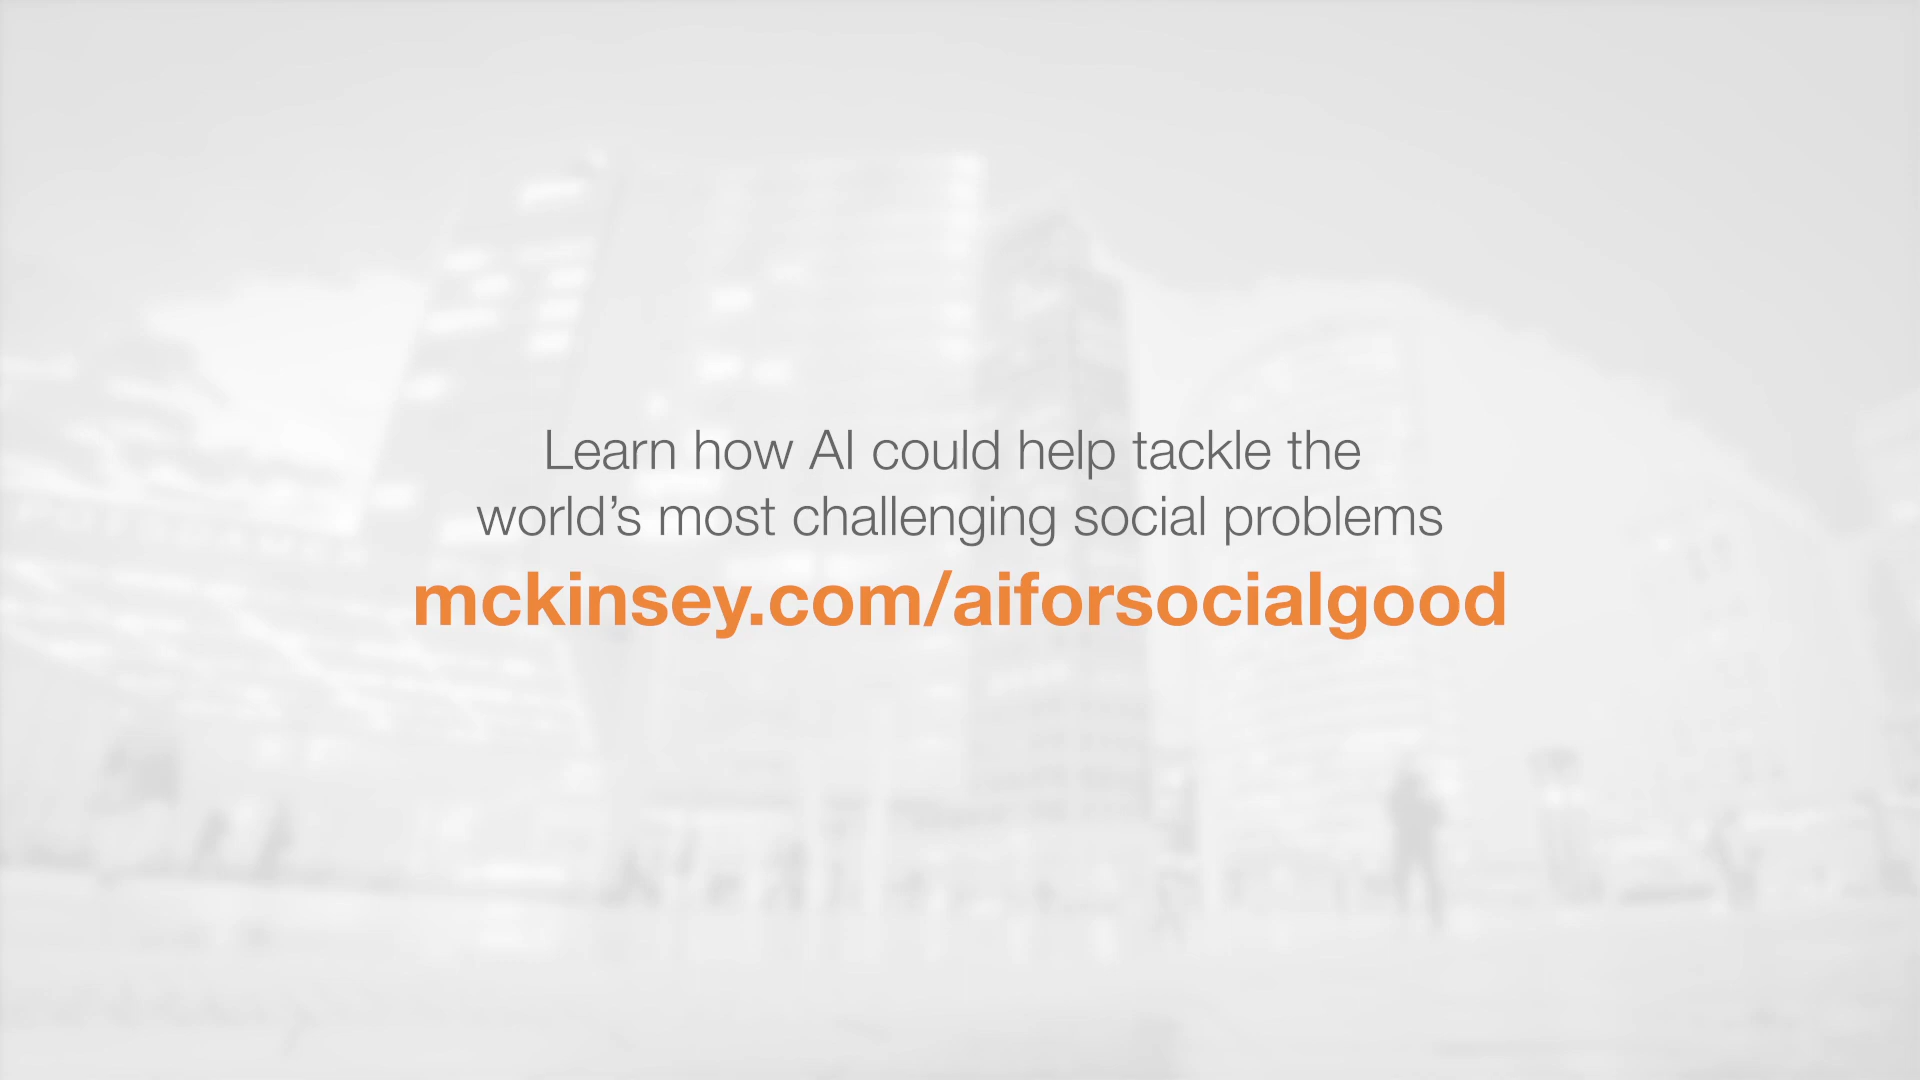 Learn how AI could help tackle the
world’s most challenging social problems
mckinsey.com/aiforsocialgood